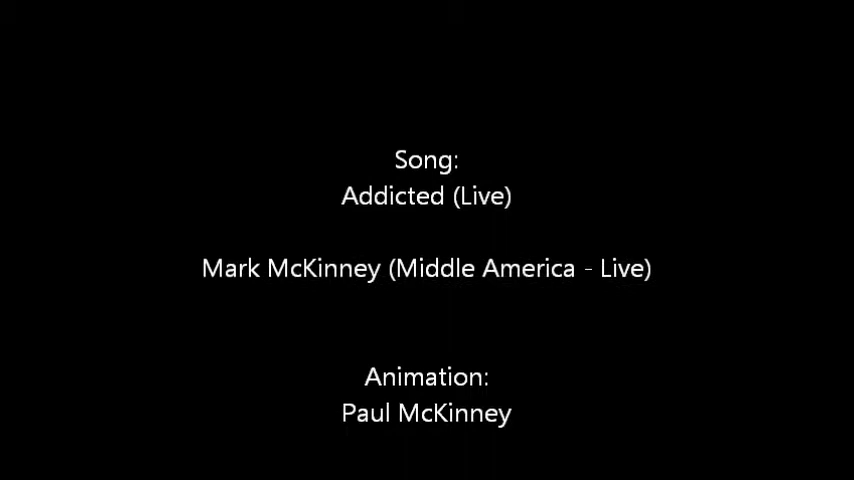 Song:
Addicted (Live)
Mark McKinney (Middle America - Live)
Animation:
Paul McKinney